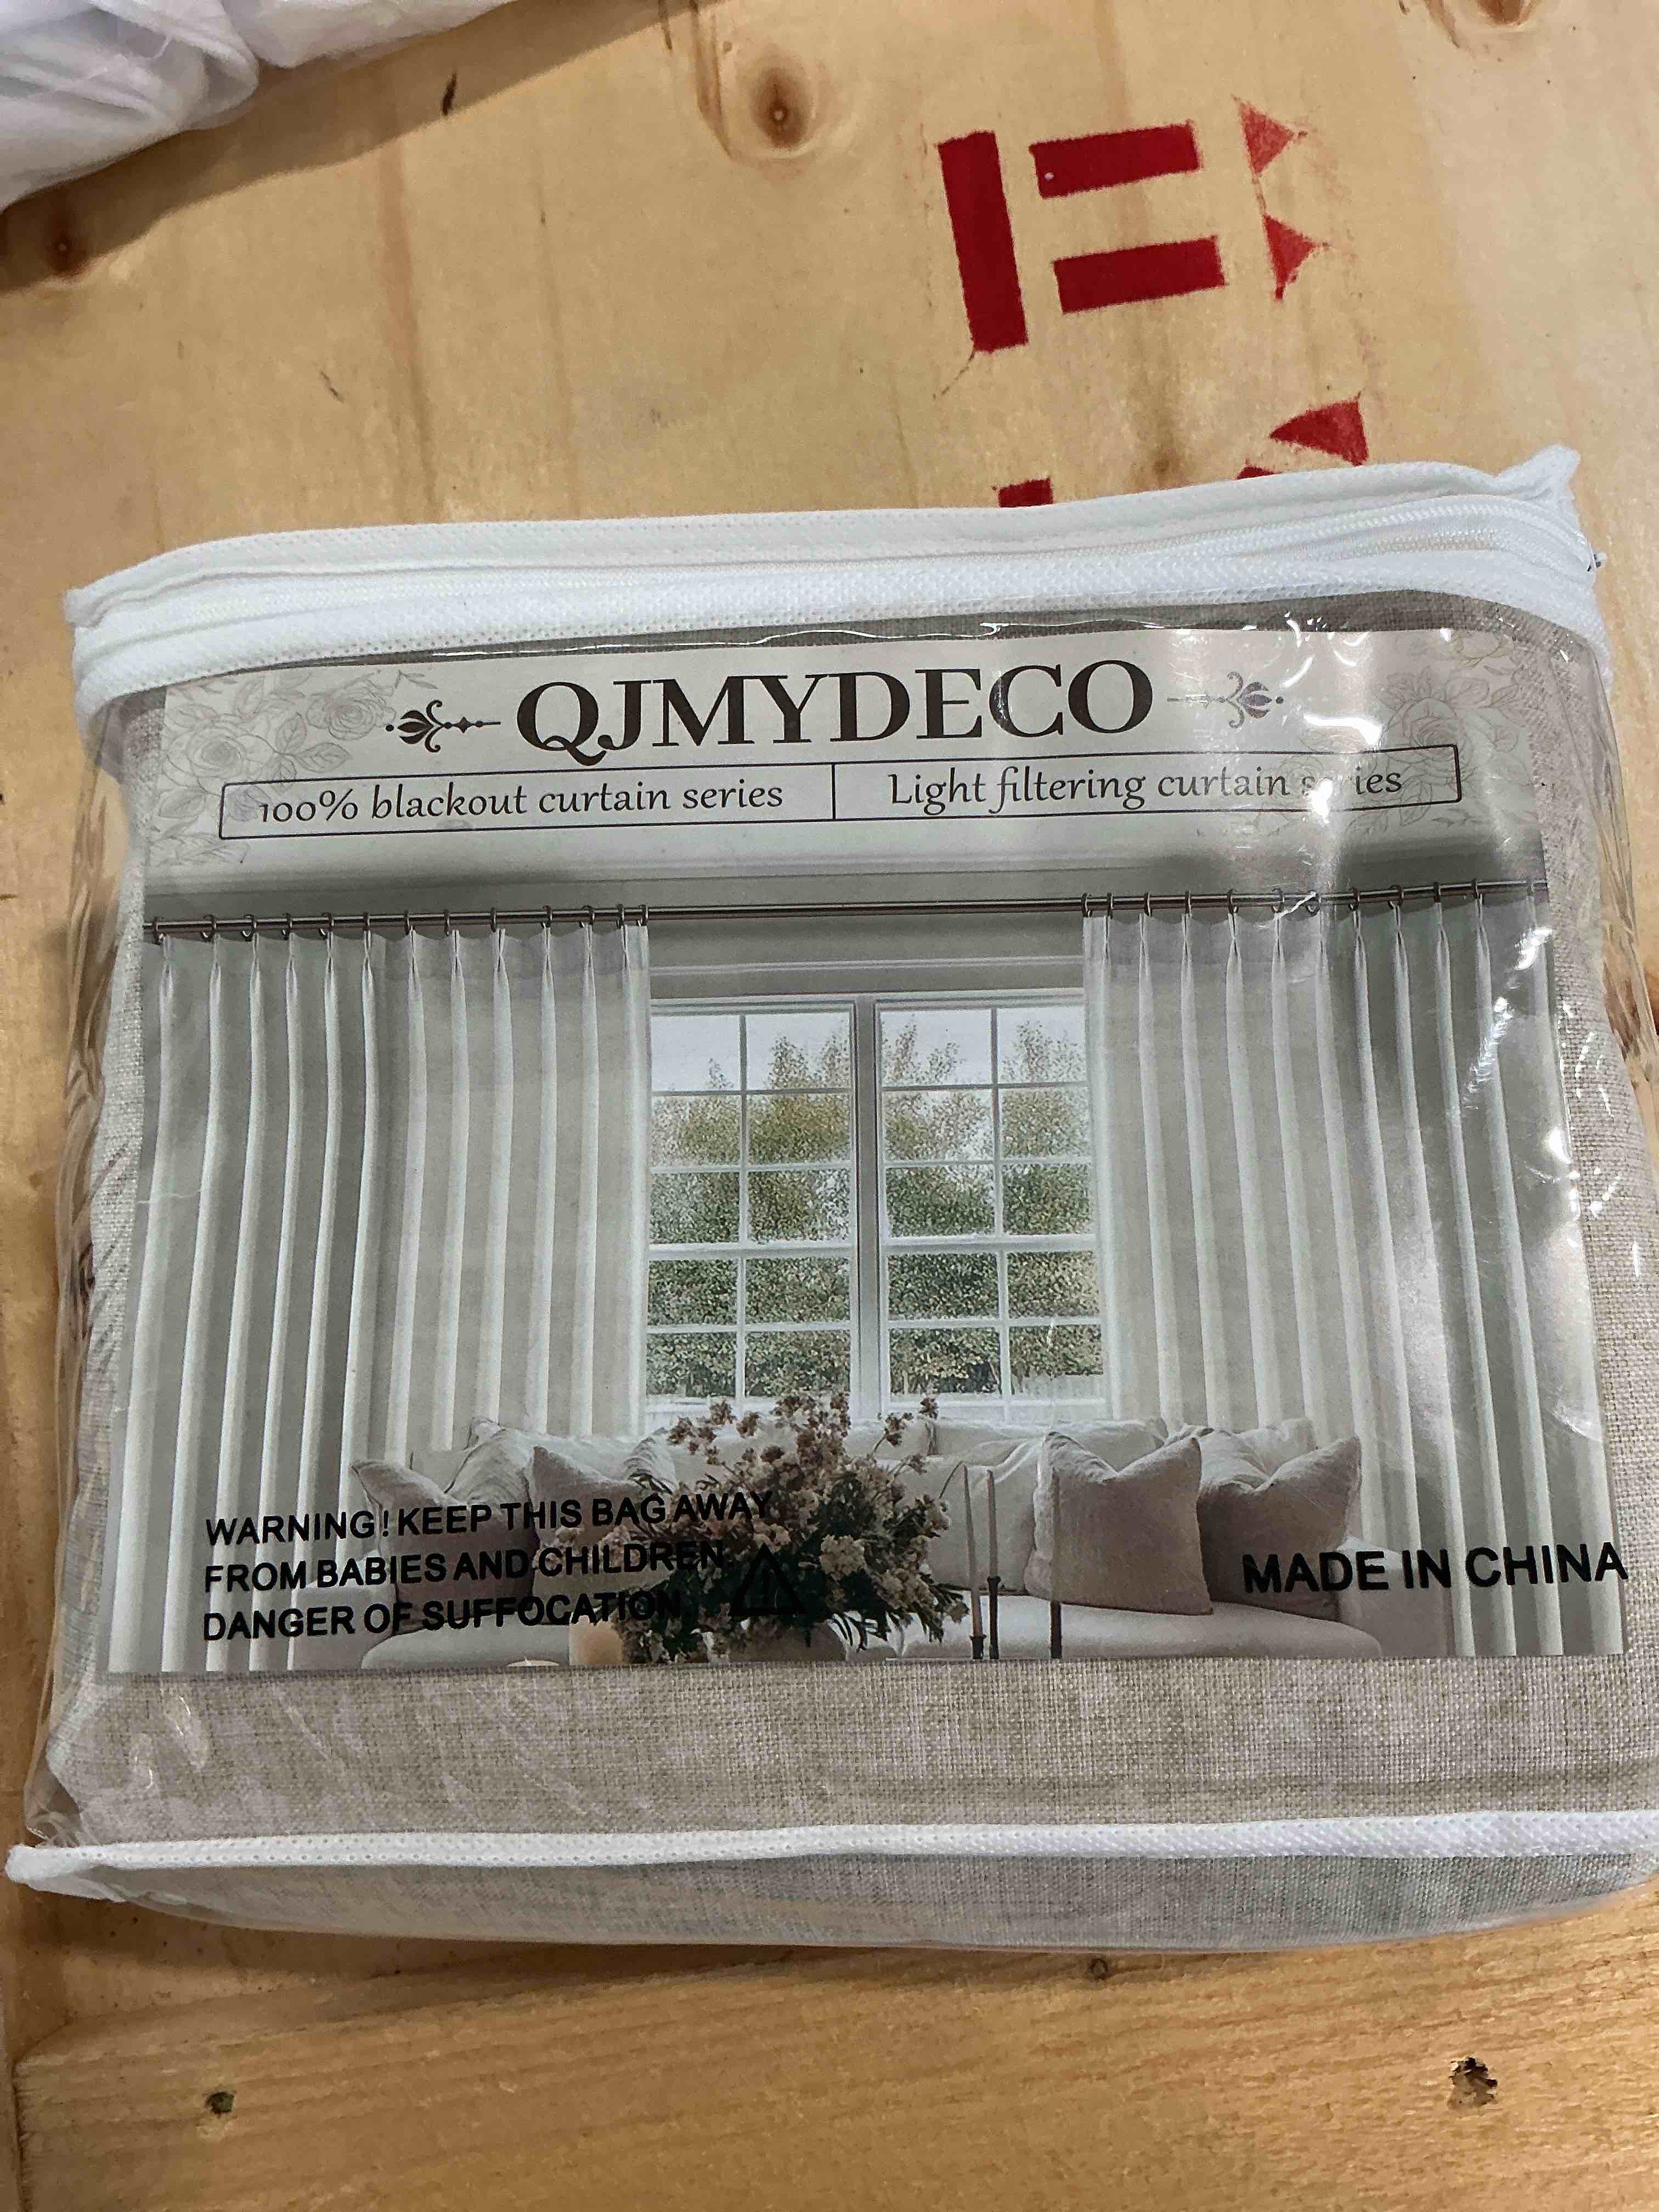 QJMYDECO
100% blackout curtain series
Light filtering curtain series
WARNING! KEEP THIS BAG AWAY
FROM BABIES AND CHILDREN
DANGER OF SUFFOCATION
MADE IN CHINA